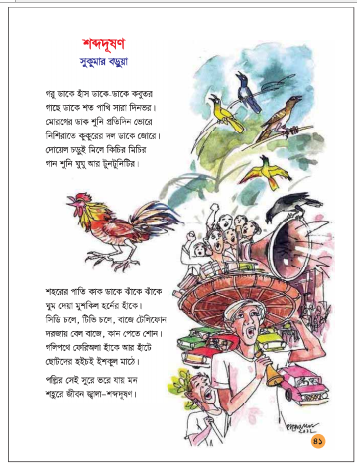 শব্দদূষণ
সুকুমার বড়ুয়া
গরু ডাকে হাঁস ডাকে-ডাকে কবুতর
গাছে ডাকে শত পাখি সারা দিনভর।
মোরগের ডাক শুনি প্রতিদিন ভোরে
নিশিরাতে কুকুরের দল ডাকে জোরে।
দোয়েল চড়ুই মিলে কিচির মিচির
গান শুনি ঘুঘু আর টুনটুনিটির।
শহরের পাতি কাক ডাকে ঝাঁকে ঝাঁকে
ঘুম দেয়া মুশকিল হর্নের হাঁকে।
সিডি চলে, টিভি চলে, বাজে টেলিফোন
দরজায় বেল বাজে, কান পেতে শোন।
গলিপথে ফেরিঅলা হাঁকে আর হাঁটে
ছোটদের হইচই ইশকুল মাঠে।
পল্লির সেই সুরে ভরে যায় মন
শহুরে জীবন জ্বালা-শব্দদূষণ।
৪১